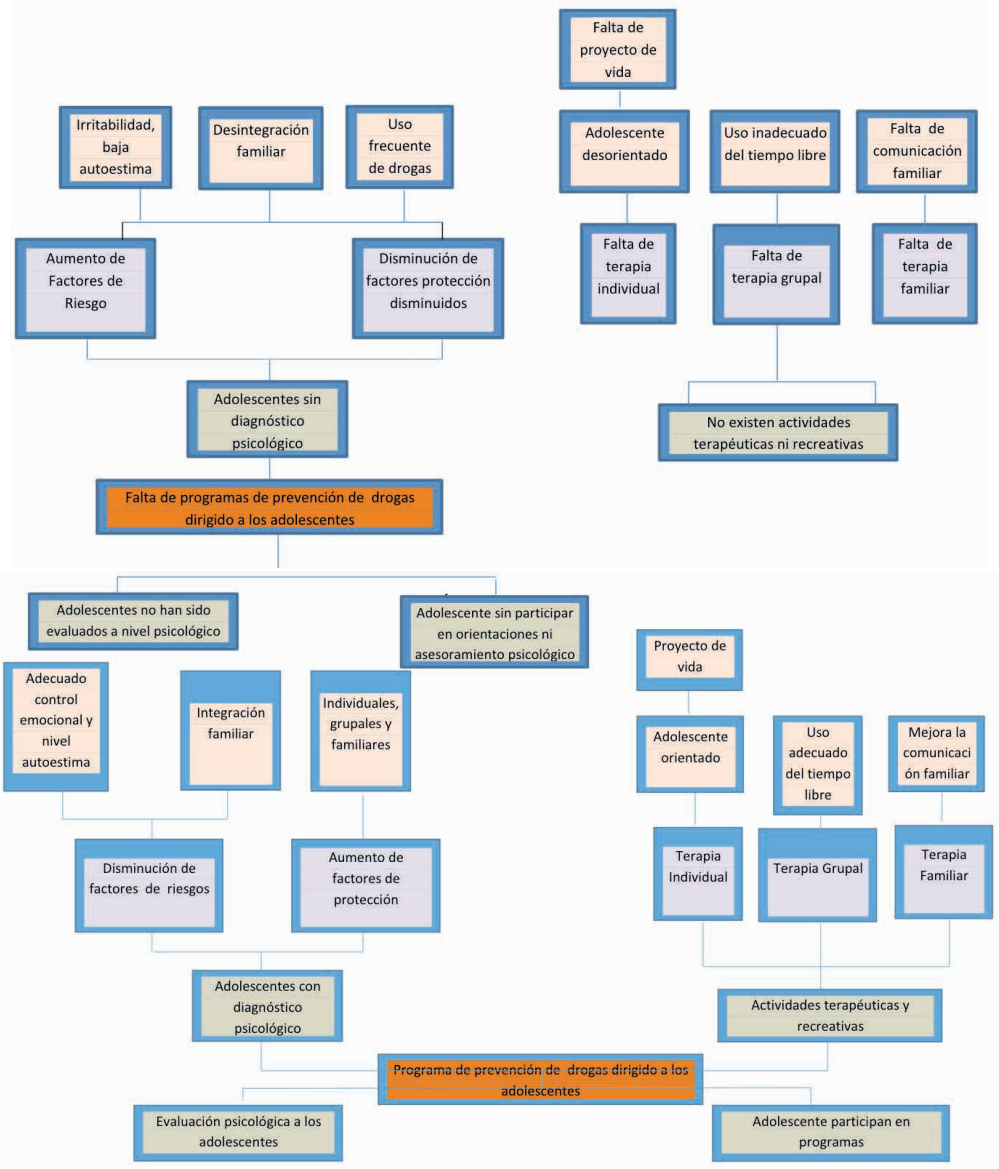 Falta de
proyecto de
vida
Irritabilidad,
baja
autoestima
Desintegración
familiar
Uso
frecuente
de drogas
Adolescente
desorientado
Uso inadecuado
del tiempo libre
Falta de
comunicación
familiar
Aumento de
Factores de
Riesgo
Disminución de
factores protección
disminuidos
Falta de
terapia
individual
Falta de
terapia grupal
Falta de
terapia
familiar
Adolescentes sin
diagnóstico
psicológico
No existen actividades
terapéuticas ni recreativas
Falta de programas de prevención de drogas
dirigido a los adolescentes
Adolescentes no han sido
evaluados a nivel psicológico
Adolescente sin participar
en orientaciones ni
asesoramiento psicológico
Proyecto de
vida
Adecuado
control
emocional y
nivel
autoestima
Integración
familiar
Individuales,
grupales y
familiares
Adolescente
orientado
Uso
adecuado
del tiempo
libre
Mejora la
comunicaci
ón familiar
Disminución de
factores de riesgos
Aumento de
factores de
protección
Terapia
Individual
Terapia Grupal
Terapia
Familiar
Adolescentes con
diagnóstico
psicológico
Actividades terapéuticas y
recreativas
Programa de prevención de drogas dirigido a los
adolescentes
Evaluación psicológica a los
adolescentes
Adolescente participan en
programas